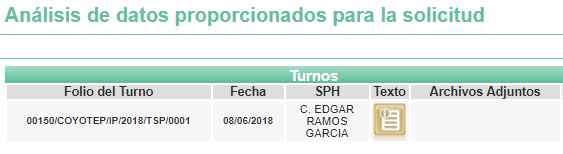 Análisis de datos proporcionados para la solicitud
Turnos
Folio del Turno Fecha SPH Texto Archivos Adjuntos
00150/COYOTEP/IP/2018/TSP/0001 08/06/2018 C. EDGAR
RAMOS
GARCIA